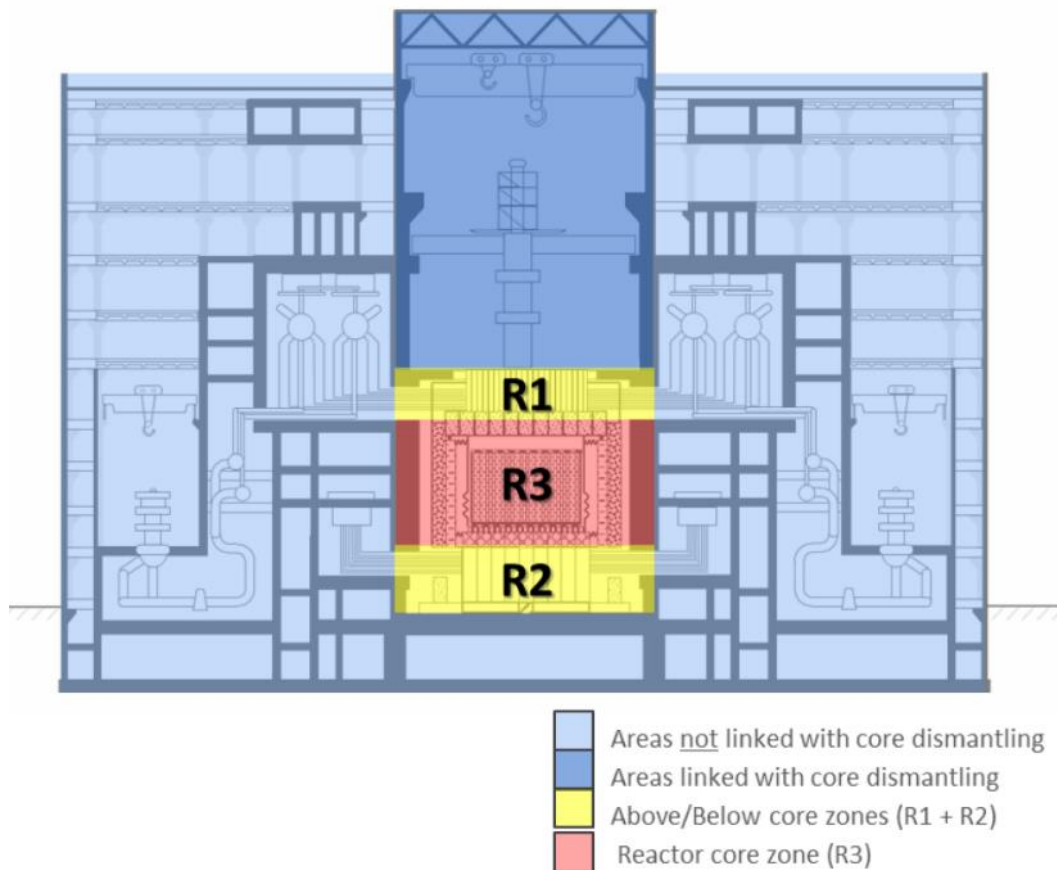 R1
R3
R2
Areas not linked with core dismantling
Areas linked with core dismantling
Above/Below core zones (R1 + R2)
Reactor core zone (R3)